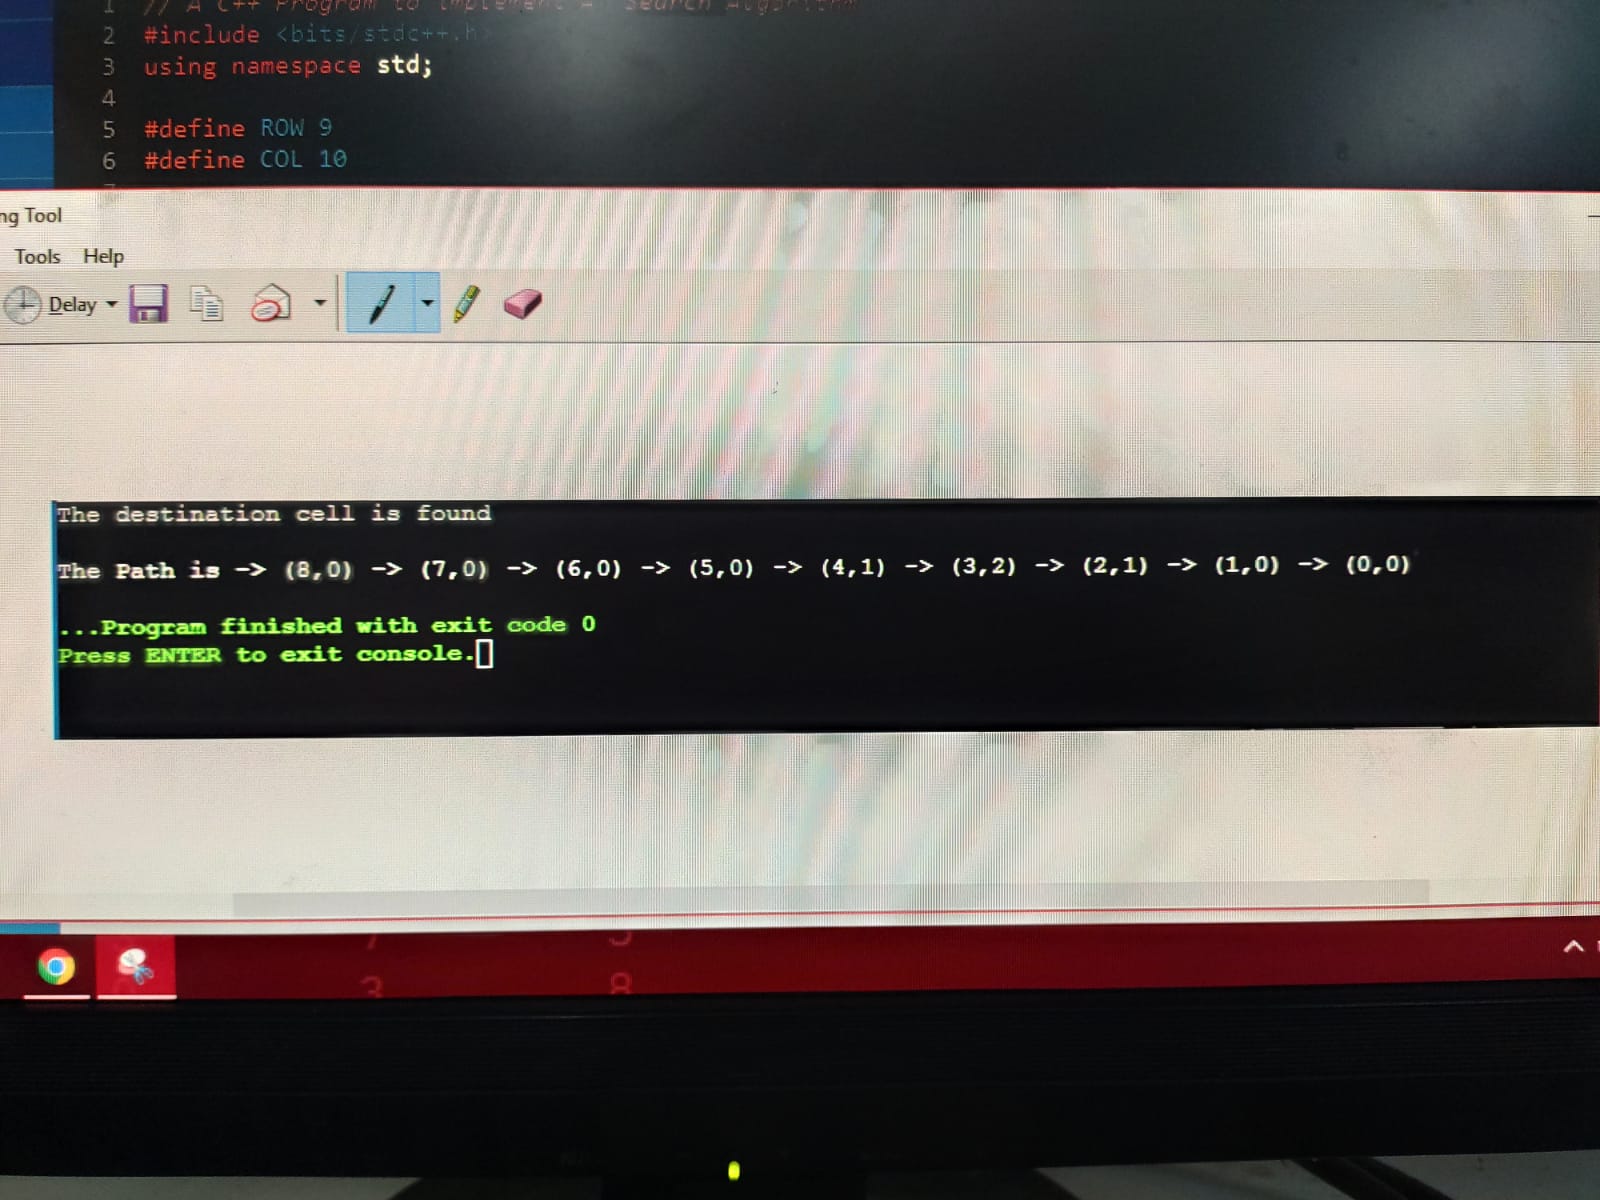 1 // A C++ Program to Implement A* Search Algorithm
2 #include <bits/stdc++.h>
3 using namespace std;
4
5 #define ROW 9
6 #define COL 10
ng Tool
Tools Help
Delay
The destination cell is found
The Path is -> (8,0) -> (7,0) -> (6,0) -> (5,0) -> (4,1) -> (3,2) -> (2,1) -> (1,0) -> (0,0)
...Program finished with exit code 0
Press ENTER to exit console.
3 8